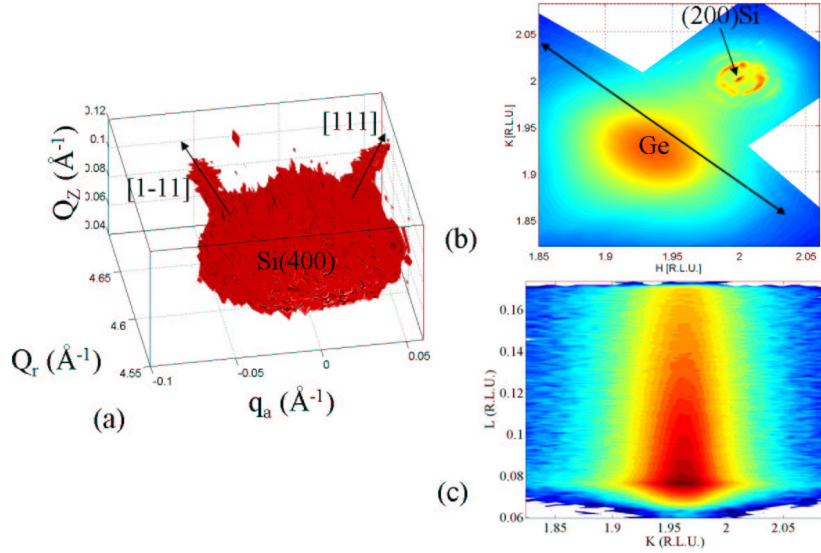 0.12
0.1
0.08
0.06
0.04
Q_Z (Å⁻¹)
[1-11]
[111]
Si(400)
4.65
4.6
4.55
Q_r (Å⁻¹)
-0.1
-0.05
0
0.05
q_a (Å⁻¹)
(a)
(200)Si
2.05
2
1.95
1.9
1.85
K[R.L.U.]
Ge
1.85
1.9
1.95
2
2.05
H [R.L.U.]
(b)
0.16
0.14
0.12
0.1
0.08
0.06
L (R.L.U.)
1.85
1.9
1.95
2
2.05
K (R.L.U.)
(c)